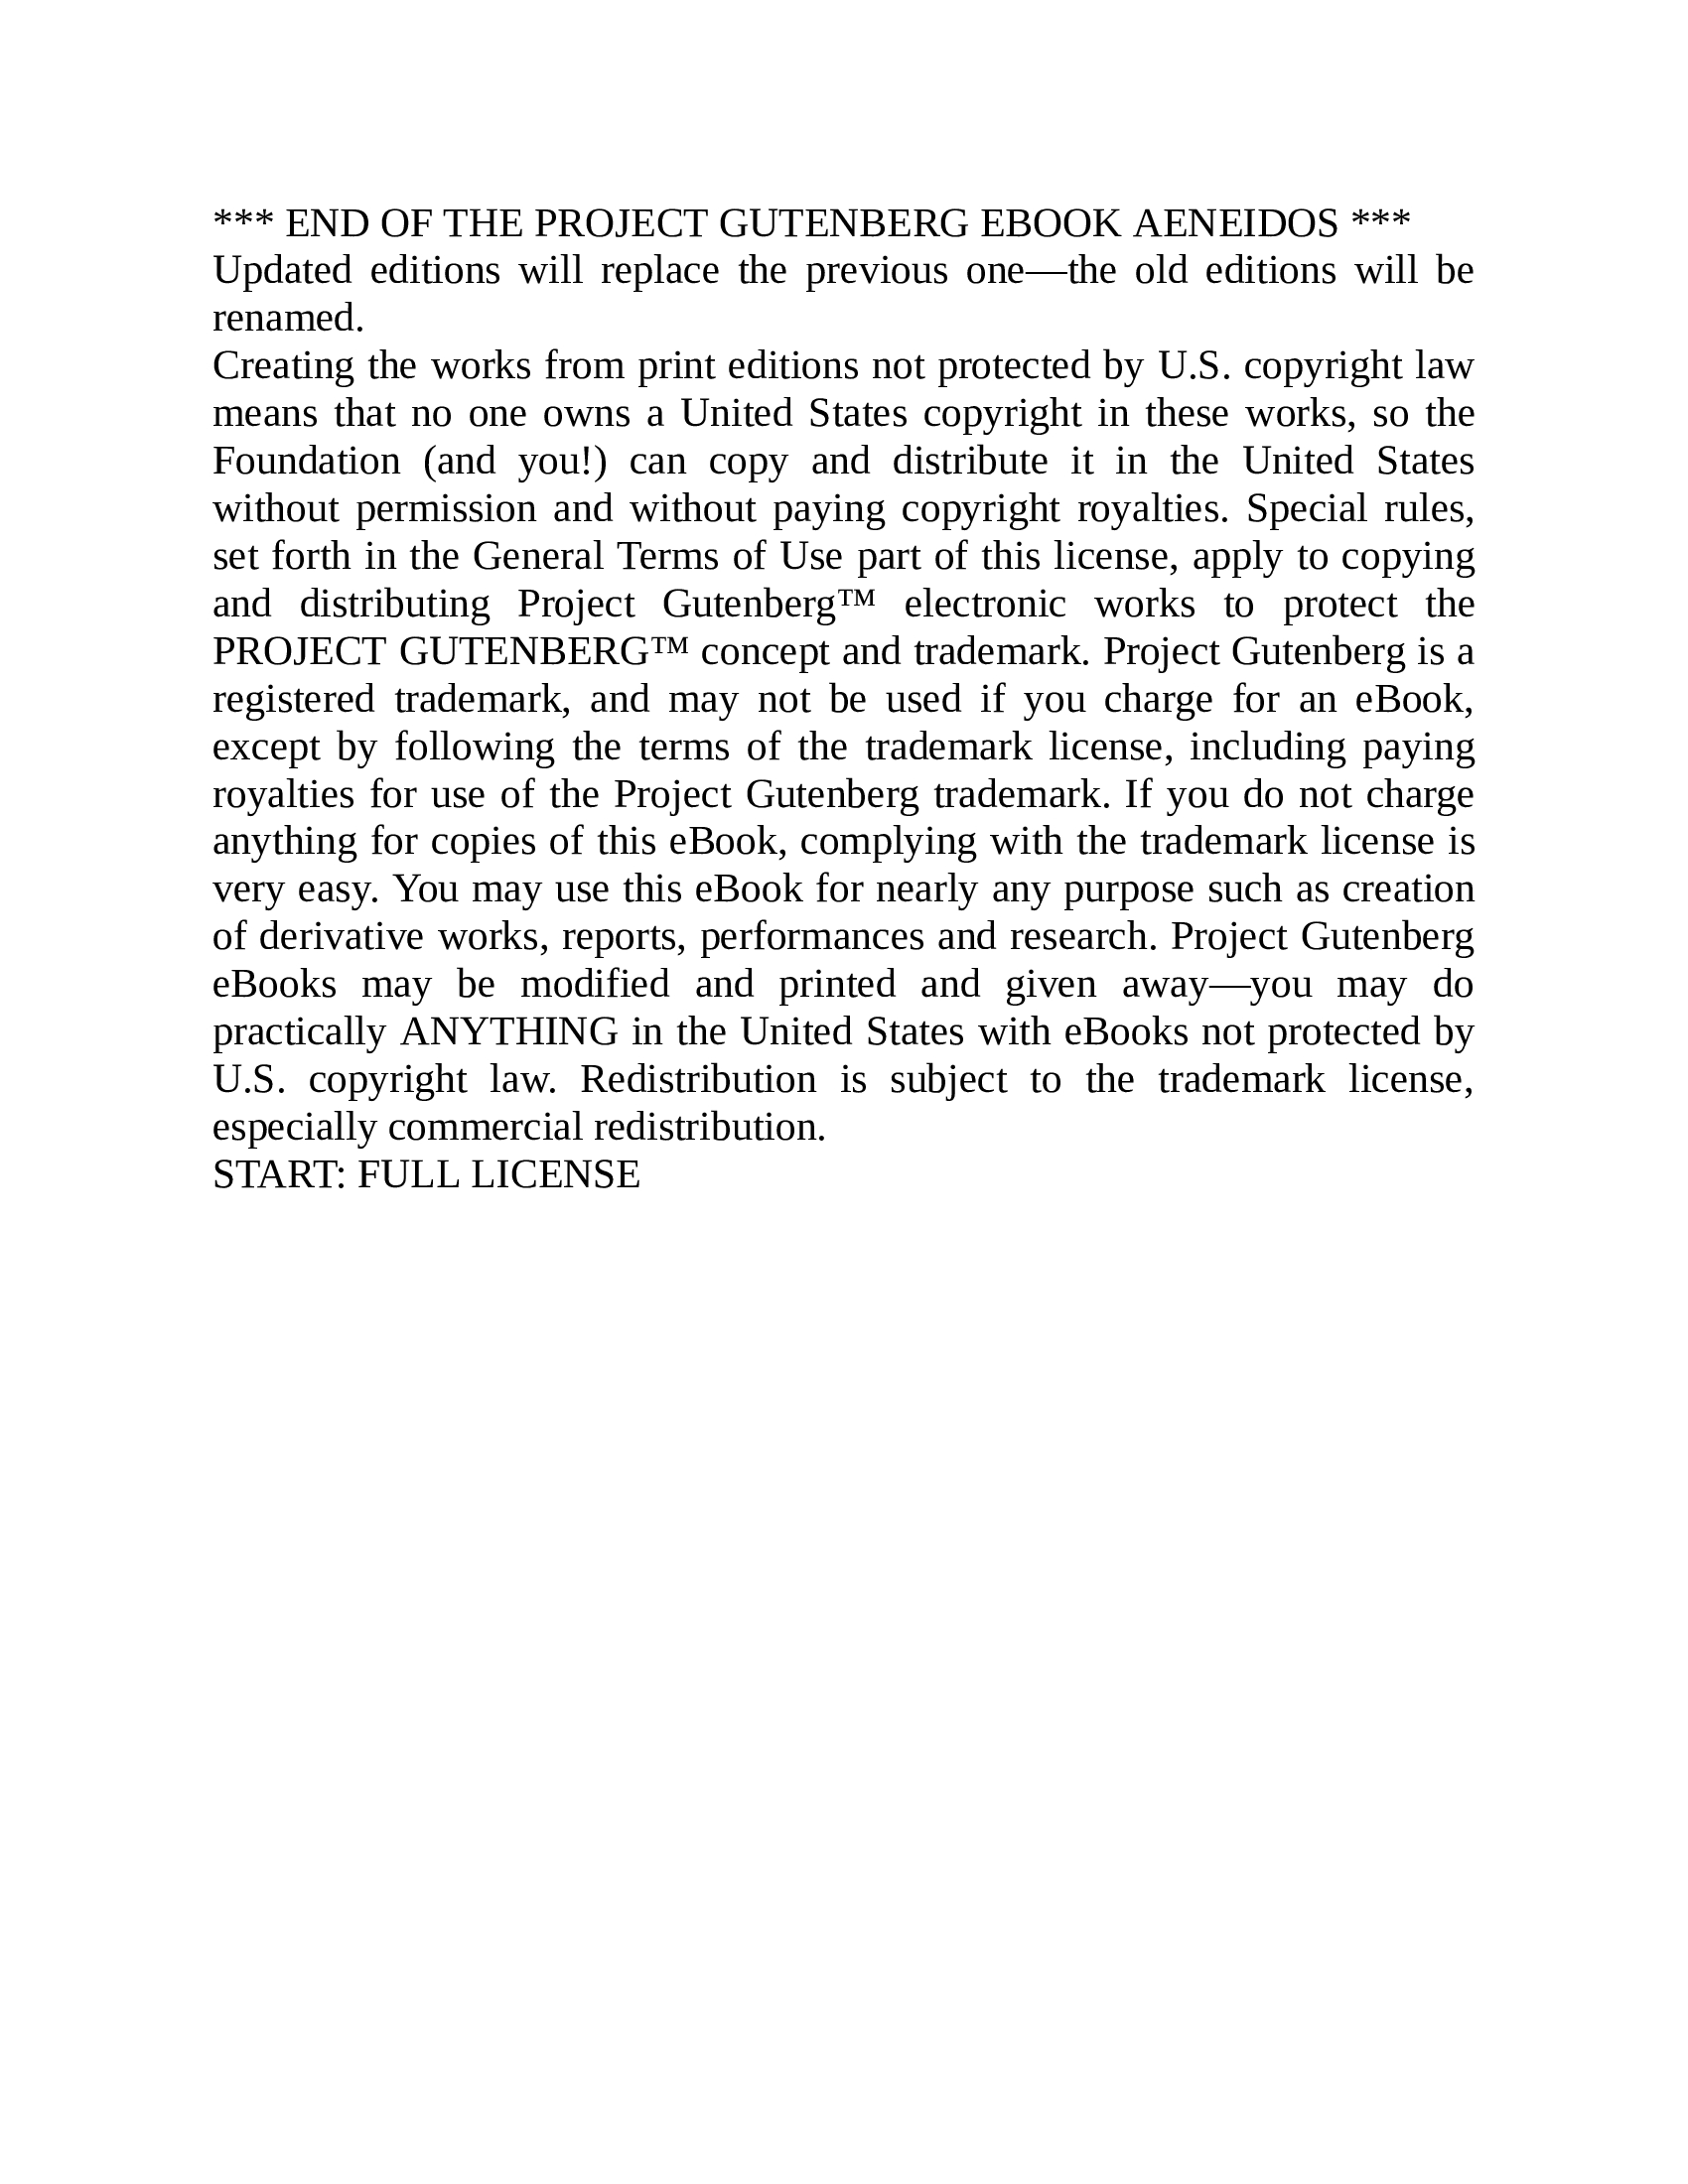 *** END OF THE PROJECT GUTENBERG EBOOK AENEIDOS ***
Updated editions will replace the previous one—the old editions will be
renamed.
Creating the works from print editions not protected by U.S. copyright law
means that no one owns a United States copyright in these works, so the
Foundation (and you!) can copy and distribute it in the United States
without permission and without paying copyright royalties. Special rules,
set forth in the General Terms of Use part of this license, apply to copying
and distributing Project Gutenberg™ electronic works to protect the
PROJECT GUTENBERG™ concept and trademark. Project Gutenberg is a
registered trademark, and may not be used if you charge for an eBook,
except by following the terms of the trademark license, including paying
royalties for use of the Project Gutenberg trademark. If you do not charge
anything for copies of this eBook, complying with the trademark license is
very easy. You may use this eBook for nearly any purpose such as creation
of derivative works, reports, performances and research. Project Gutenberg
eBooks may be modified and printed and given away—you may do
practically ANYTHING in the United States with eBooks not protected by
U.S. copyright law. Redistribution is subject to the trademark license,
especially commercial redistribution.
START: FULL LICENSE